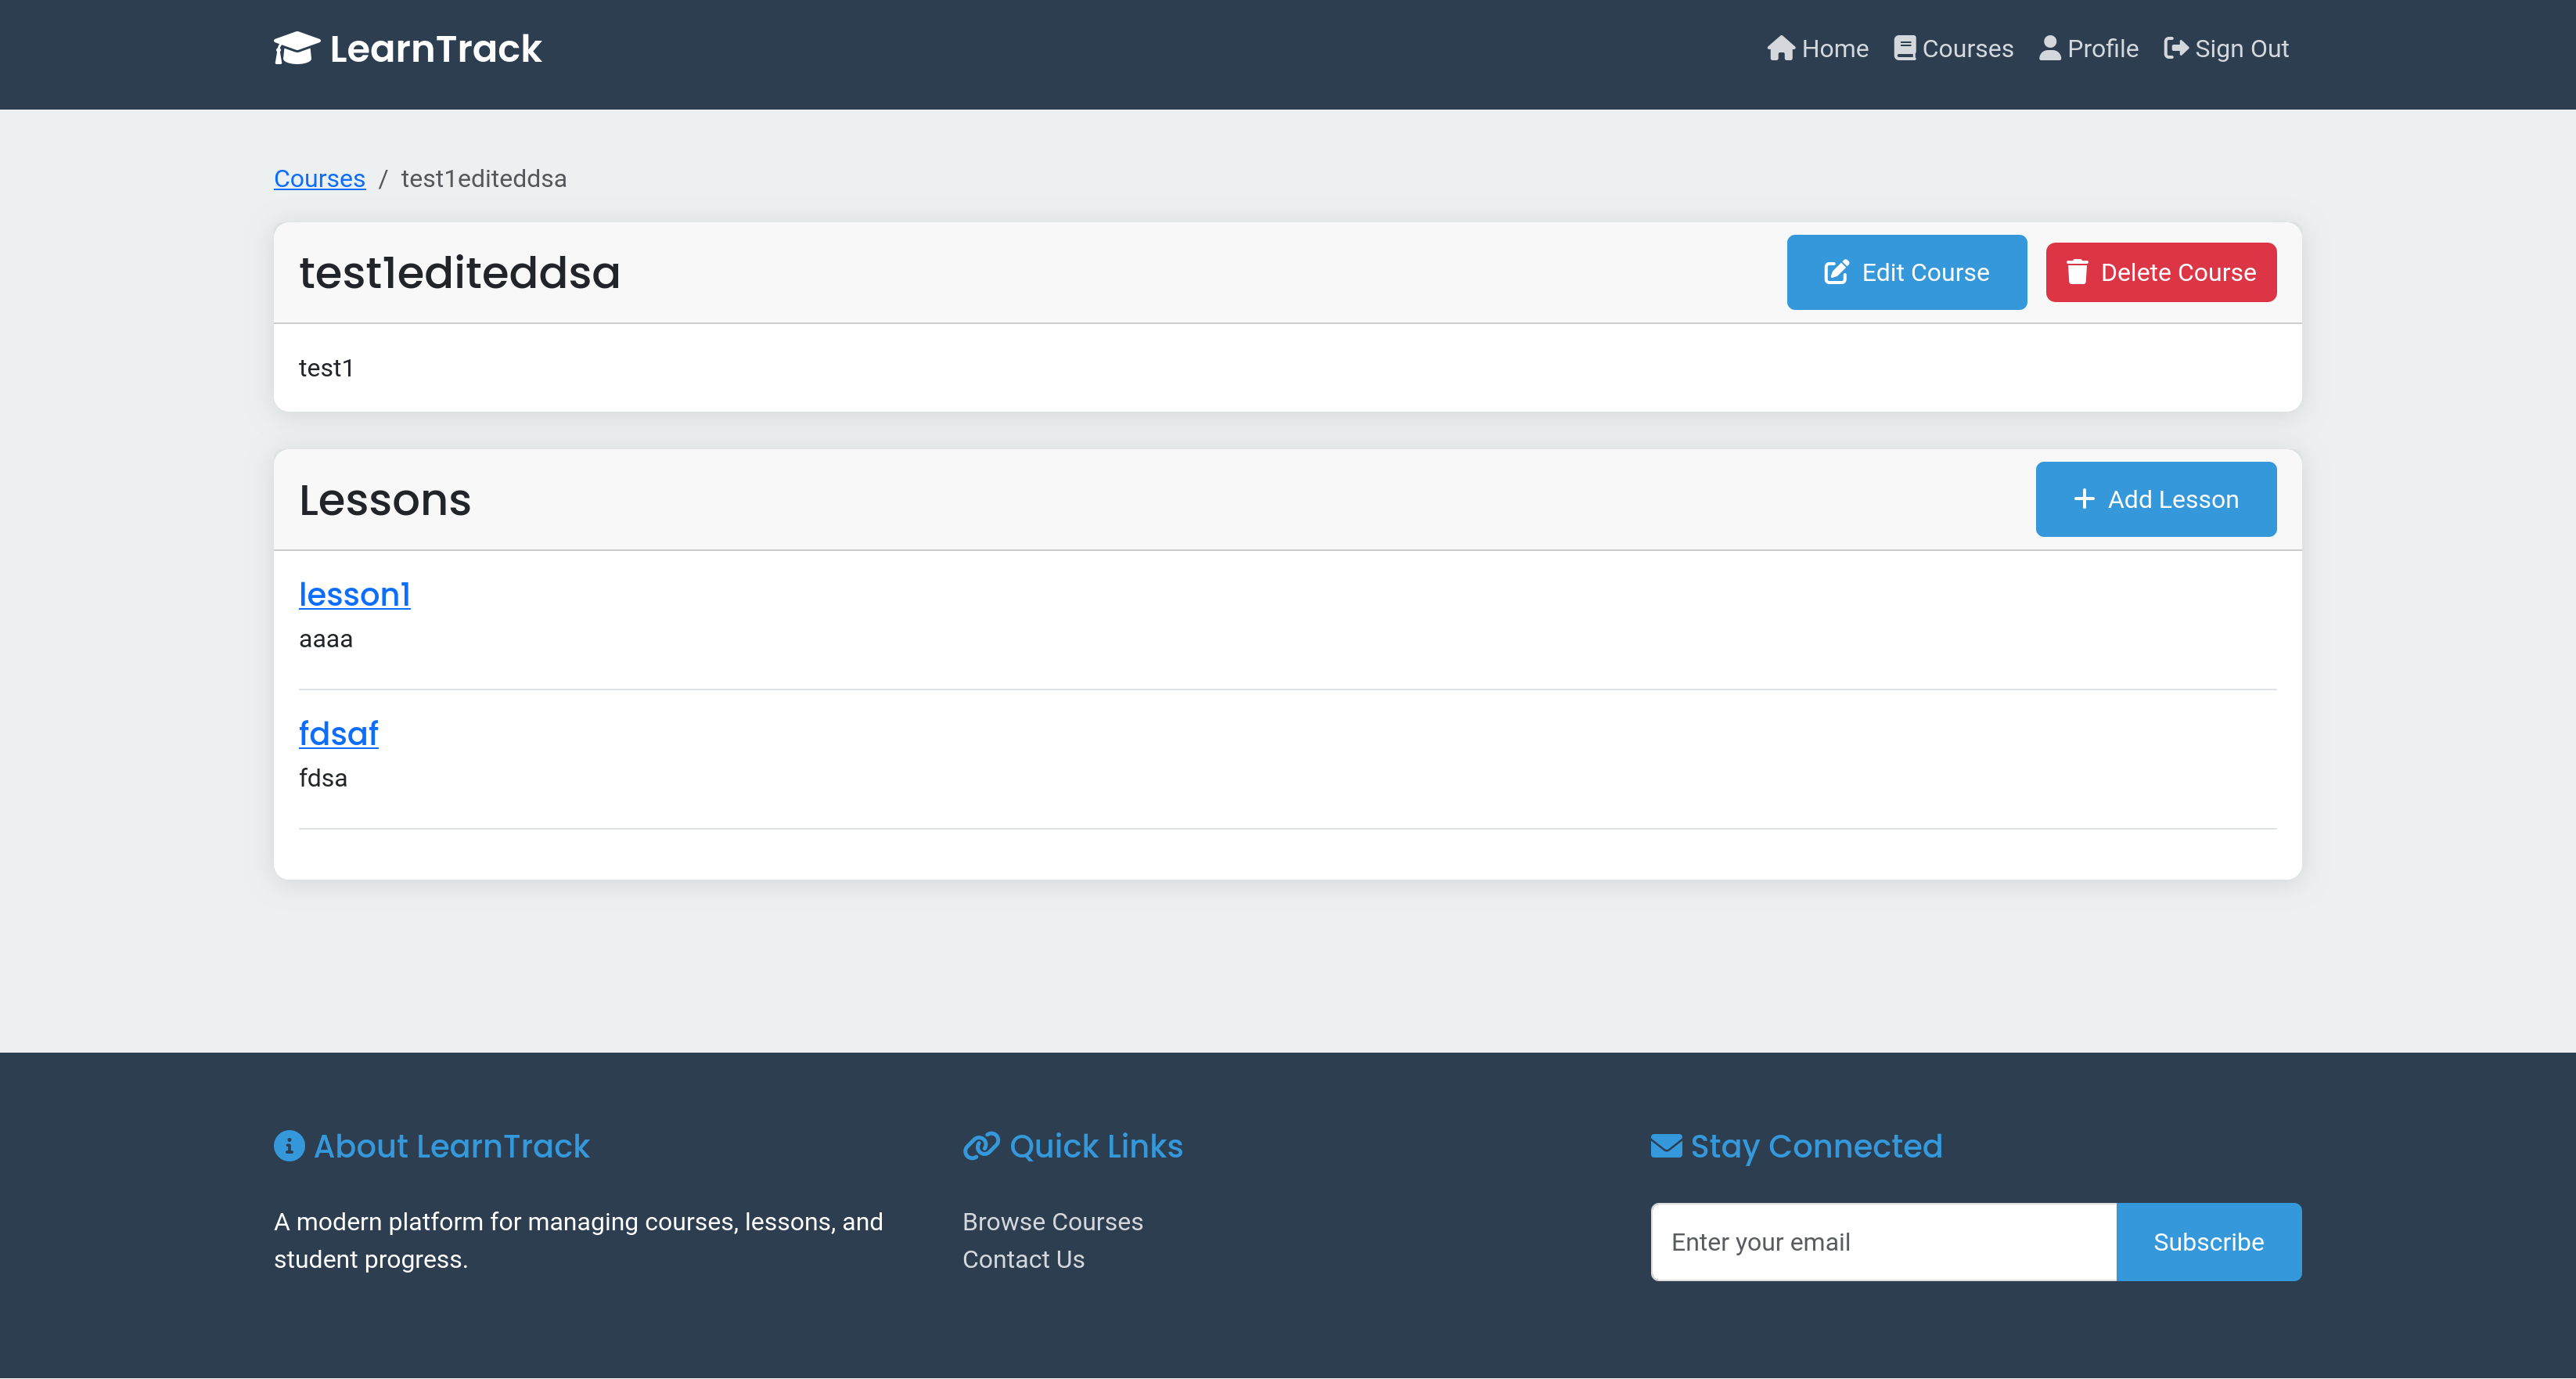 LearnTrack
Home Courses Profile Sign Out
Courses / test1editeddsa
test1editeddsa
Edit Course
Delete Course
test1
Lessons
Add Lesson
lesson1
aaaa
fdsaf
fdsa
About LearnTrack
A modern platform for managing courses, lessons, and
student progress.
Quick Links
Browse Courses
Contact Us
Stay Connected
Enter your email
Subscribe